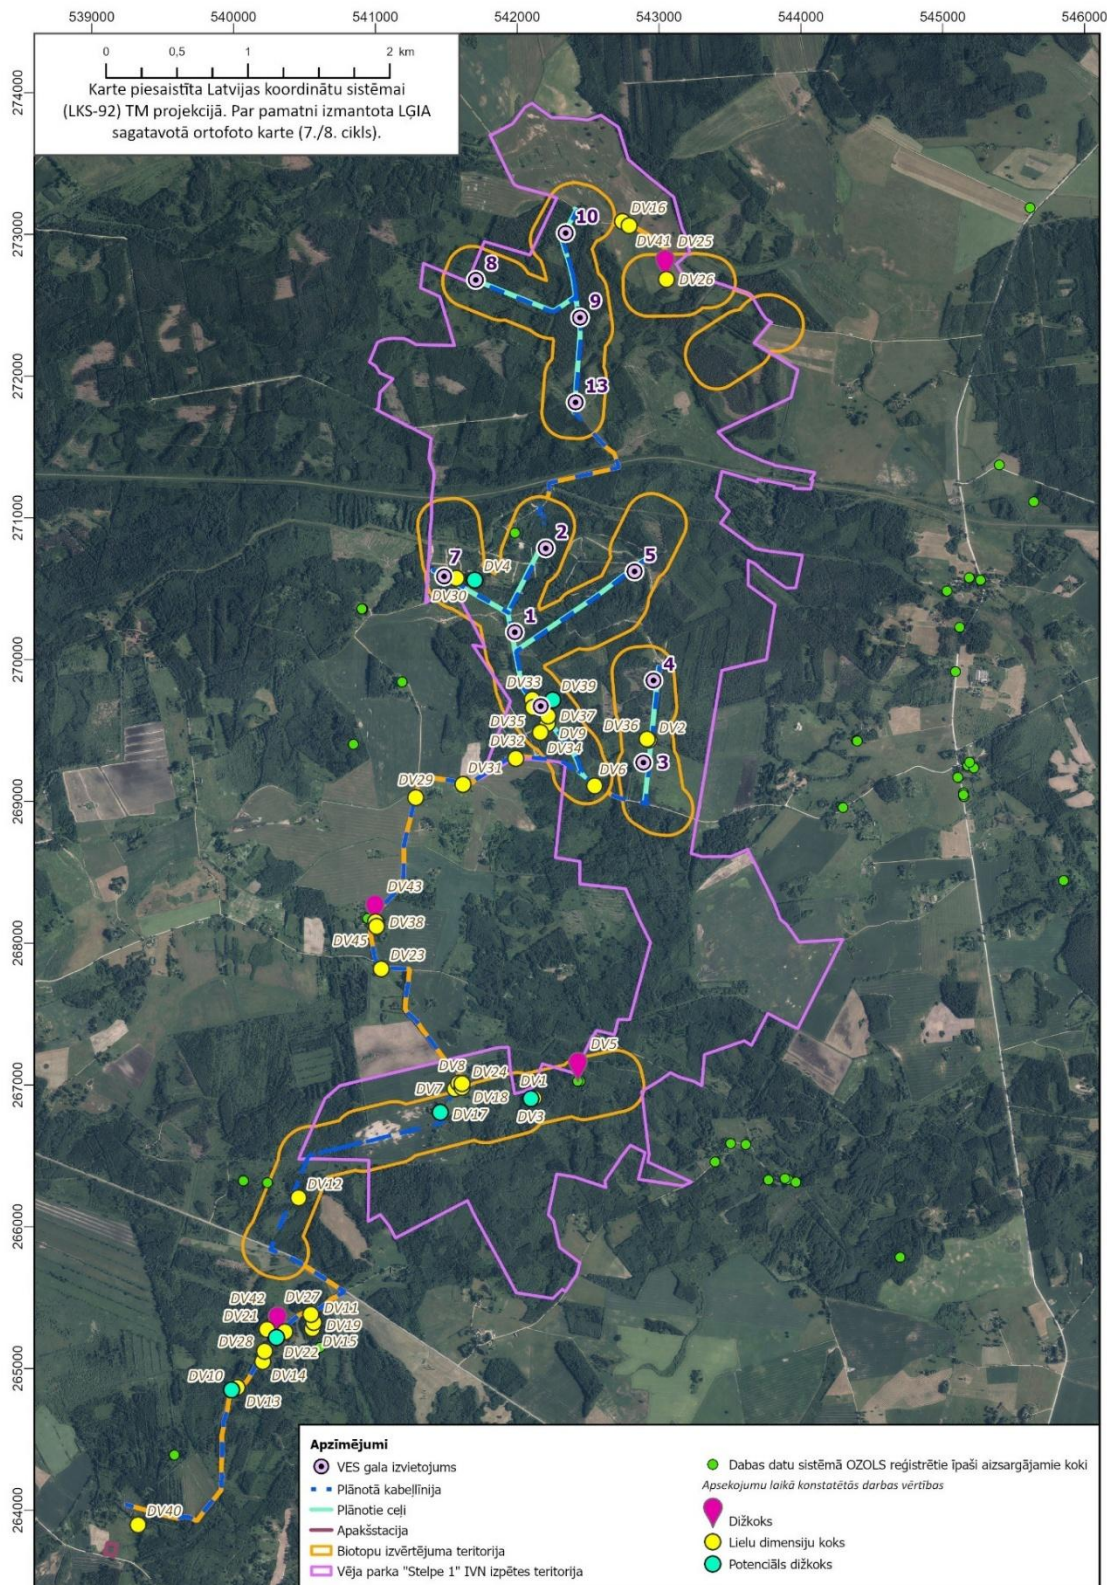 539000 540000 541000 542000 543000 544000 545000 546000
0 0,5 1 2 km
Karte piesaistīta Latvijas koordinātu sistēmai
(LKS-92) TM projekcijā. Par pamatni izmantota LĢIA
sagatavotā ortofoto karte (7./8. cikls).
274000
273000
272000
271000
270000
269000
268000
267000
266000
265000
264000
DV16
10
DV41 DV25
8
DV26
9
13
2
5
7
DV4
DV30
1
4
DV33
DV39
DV35
DV37
DV36
DV2
DV9
DV32
DV34
3
DV6
DV31
DV29
DV43
DV38
DV45
DV23
DV5
DV8
DV24
DV7
DV18
DV1
DV17
DV3
DV12
DV42
DV27
DV21
DV11
DV19
DV28
DV15
DV22
DV14
DV10
DV13
DV40
Apzīmējumi
VES gala izvietojums
Plānotā kabeļlīnija
Plānotie ceļi
Apakšstacija
Biotopu izvērtējuma teritorija
Vēja parka "Stelpe 1" IVN izpētes teritorija
Dabas datu sistēmā OZOLS reģistrētie īpaši aizsargājamie koki
Apsekojumu laikā konstatētās darbas vērtības
Dižkoks
Lielu dimensiju koks
Potenciāls dižkoks